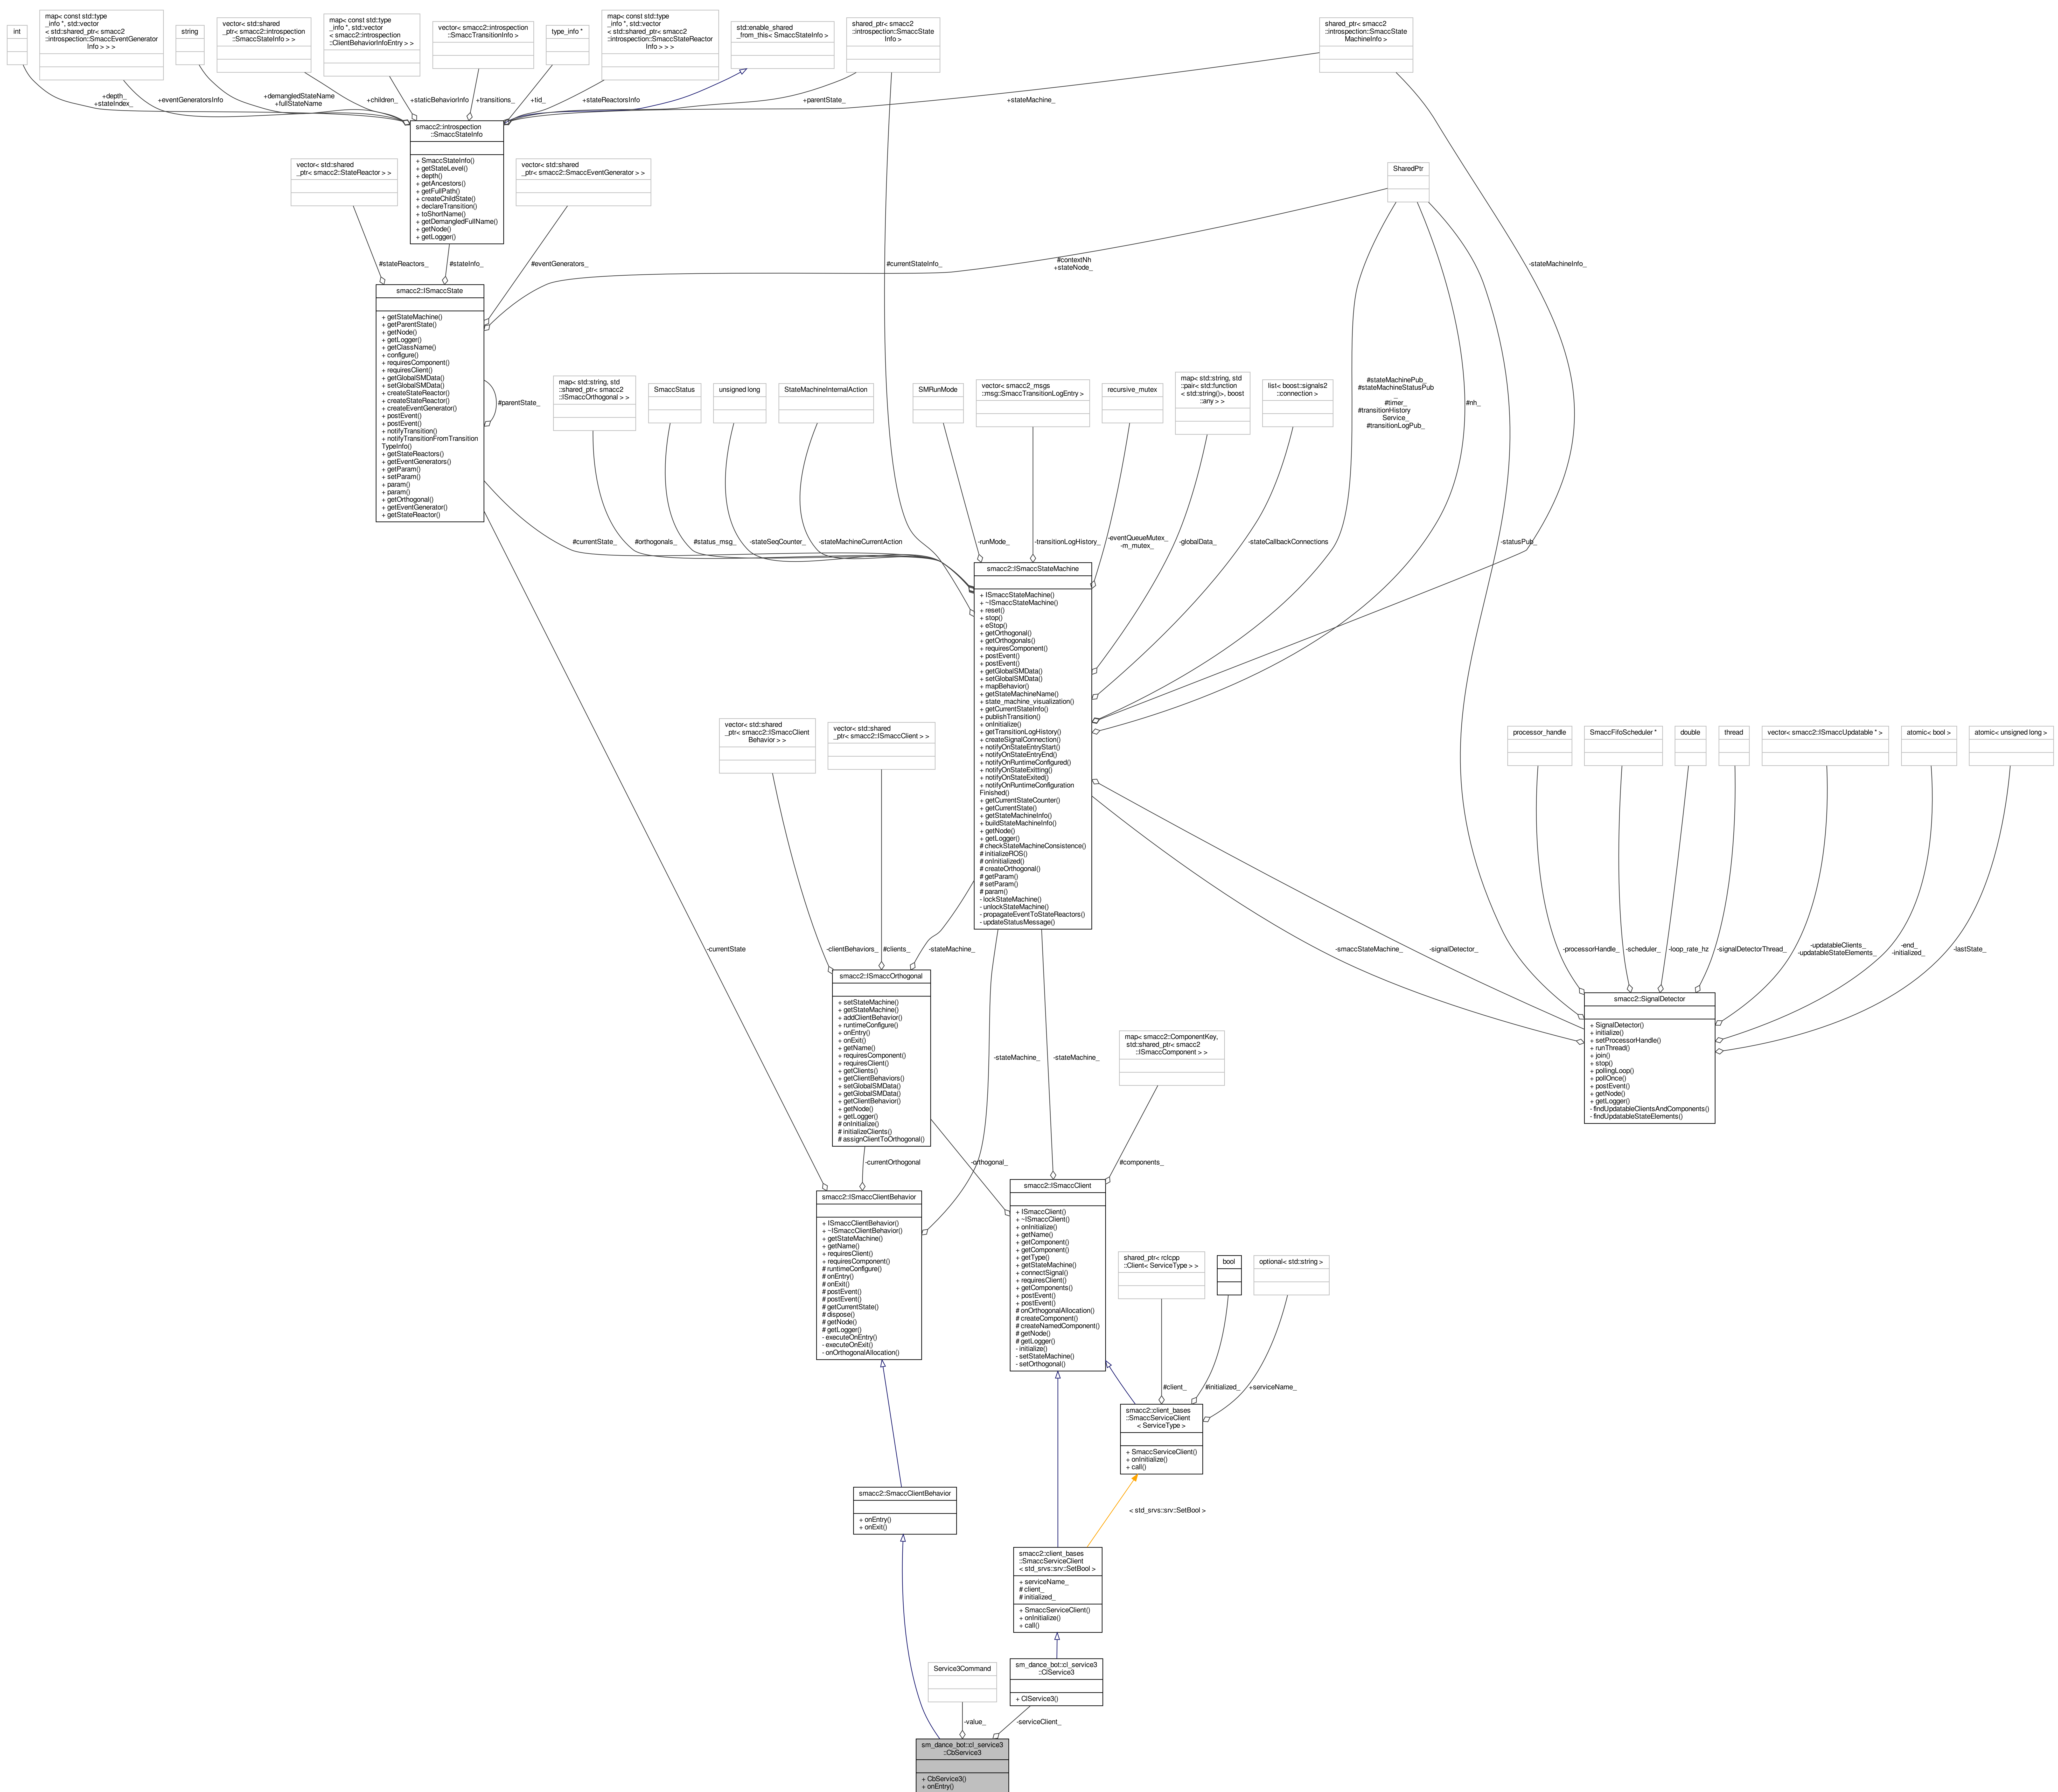 int
map< const std::type
_info *, std::vector
< std::shared_ptr< smacc2
::introspection::SmaccEventGenerator
Info > > >
string
vector< std::shared
_ptr< smacc2::introspection
::SmaccStateInfo > >
map< const std::type
_info *, std::vector
< smacc2::introspection
::ClientBehaviorInfoEntry > >
vector< smacc2::introspection
::SmaccTransitionInfo >
type_info *
map< const std::type
_info *, std::vector
< std::shared_ptr< smacc2
::introspection::SmaccStateReactor
Info > > >
std::enable_shared
_from_this< SmaccStateInfo >
shared_ptr< smacc2
::introspection::SmaccState
Info >
shared_ptr< smacc2
::introspection::SmaccState
MachineInfo >
+depth_
+stateIndex_
+eventGeneratorsInfo
+demangledStateName
+fullStateName
+children_
+staticBehaviorInfo
+transitions_
+tid_
+stateReactorsInfo
+parentState_
+stateMachine_
smacc2::introspection
::SmaccStateInfo
+ SmaccStateInfo()
+ getStateLevel()
+ depth()
+ getAncestors()
+ getFullPath()
+ createChildState()
+ declareTransition()
+ toShortName()
+ getDemangledFullName()
+ getNode()
+ getLogger()
vector< std::shared
_ptr< smacc2::StateReactor > >
vector< std::shared
_ptr< smacc2::SmaccEventGenerator > >
SharedPtr
#stateReactors_
#stateInfo_
#eventGenerators_
#currentStateInfo_
#contextNh
+stateNode_
-stateMachineInfo_
smacc2::ISmaccState
+ getStateMachine()
+ getParentState()
+ getNode()
+ getLogger()
+ getClassName()
+ configure()
+ requiresComponent()
+ requiresClient()
+ getGlobalSMData()
+ setGlobalSMData()
+ createStateReactor()
+ createStateReactor()
+ createEventGenerator()
+ postEvent()
+ postEvent()
+ notifyTransition()
+ notifyTransitionFromTransition
TypeInfo()
+ getStateReactors()
+ getEventGenerators()
+ getParam()
+ setParam()
+ param()
+ param()
+ getOrthogonal()
+ getEventGenerator()
+ getStateReactor()
#parentState_
map< std::string, std
::shared_ptr< smacc2
::ISmaccOrthogonal > >
SmaccStatus
unsigned long
StateMachineInternalAction
SMRunMode
vector< smacc2_msgs
::msg::SmaccTransitionLogEntry >
recursive_mutex
map< std::string, std
::pair< std::function
< std::string()>, boost
::any > >
list< boost::signals2
::connection >
#stateMachinePub_
#stateMachineStatusPub
_
#timer_
#transitionHistory
Service_
#transitionLogPub_
#nh_
#currentState_
#orthogonals_
#status_msg_
-stateSeqCounter_
-stateMachineCurrentAction
-runMode_
-transitionLogHistory_
-eventQueueMutex_
-m_mutex_
-globalData_
-stateCallbackConnections
-statusPub_
smacc2::ISmaccStateMachine
+ ISmaccStateMachine()
+ ~ISmaccStateMachine()
+ reset()
+ stop()
+ eStop()
+ getOrthogonal()
+ getOrthogonals()
+ requiresComponent()
+ postEvent()
+ postEvent()
+ getGlobalSMData()
+ setGlobalSMData()
+ mapBehavior()
+ getStateMachineName()
+ state_machine_visualization()
+ getCurrentStateInfo()
+ publishTransition()
+ onInitialize()
+ getTransitionLogHistory()
+ createSignalConnection()
+ notifyOnStateEntryStart()
+ notifyOnStateEntryEnd()
+ notifyOnRuntimeConfigured()
+ notifyOnStateExitting()
+ notifyOnStateExited()
+ notifyOnRuntimeConfiguration
Finished()
+ getCurrentStateCounter()
+ getCurrentState()
+ getStateMachineInfo()
+ buildStateMachineInfo()
+ getNode()
+ getLogger()
# checkStateMachineConsistence()
# initializeROS()
# onInitialized()
# createOrthogonal()
# getParam()
# setParam()
# param()
- lockStateMachine()
- unlockStateMachine()
- propagateEventToStateReactors()
- updateStatusMessage()
vector< std::shared
_ptr< smacc2::ISmaccClient
Behavior > >
vector< std::shared
_ptr< smacc2::ISmaccClient > >
processor_handle
SmaccFifoScheduler *
double
thread
vector< smacc2::ISmaccUpdatable * >
atomic< bool >
atomic< unsigned long >
-currentState
-clientBehaviors_
#clients_
-stateMachine_
-smaccStateMachine_
-signalDetector_
-processorHandle_
-scheduler_
-loop_rate_hz
-signalDetectorThread_
-updatableClients_
-updatableStateElements_
-end_
-initialized_
-lastState_
smacc2::ISmaccOrthogonal
+ setStateMachine()
+ getStateMachine()
+ addClientBehavior()
+ runtimeConfigure()
+ onEntry()
+ onExit()
+ getName()
+ requiresComponent()
+ requiresClient()
+ getClients()
+ getClientBehaviors()
+ setGlobalSMData()
+ getGlobalSMData()
+ getClientBehavior()
+ getNode()
+ getLogger()
# onInitialize()
# initializeClients()
# assignClientToOrthogonal()
smacc2::SignalDetector
+ SignalDetector()
+ initialize()
+ setProcessorHandle()
+ runThread()
+ join()
+ stop()
+ pollingLoop()
+ pollOnce()
+ postEvent()
+ getNode()
+ getLogger()
- findUpdatableClientsAndComponents()
- findUpdatableStateElements()
-stateMachine_
-stateMachine_
map< smacc2::ComponentKey,
std::shared_ptr< smacc2
::ISmaccComponent > >
-currentOrthogonal
-orthogonal_
#components_
smacc2::ISmaccClientBehavior
+ ISmaccClientBehavior()
+ ~ISmaccClientBehavior()
+ getStateMachine()
+ getName()
+ requiresClient()
+ requiresComponent()
# runtimeConfigure()
# onEntry()
# onExit()
# postEvent()
# postEvent()
# getCurrentState()
# dispose()
# getNode()
# getLogger()
- executeOnEntry()
- executeOnExit()
- onOrthogonalAllocation()
smacc2::ISmaccClient
+ ISmaccClient()
+ ~ISmaccClient()
+ onInitialize()
+ getName()
+ getComponent()
+ getComponent()
+ getType()
+ getStateMachine()
+ connectSignal()
+ requiresClient()
+ getComponents()
+ postEvent()
+ postEvent()
# onOrthogonalAllocation()
# createComponent()
# createNamedComponent()
# getNode()
# getLogger()
- initialize()
- setStateMachine()
- setOrthogonal()
shared_ptr< rclcpp
::Client< ServiceType > >
bool
optional< std::string >
#client_
#initialized_
+serviceName_
smacc2::client_bases
::SmaccServiceClient
< ServiceType >
+ SmaccServiceClient()
+ onInitialize()
+ call()
smacc2::SmaccClientBehavior
+ onEntry()
+ onExit()
< std_srvs::srv::SetBool >
smacc2::client_bases
::SmaccServiceClient
< std_srvs::srv::SetBool >
+ serviceName_
# client_
# initialized_
+ SmaccServiceClient()
+ onInitialize()
+ call()
Service3Command
sm_dance_bot::cl_service3
::ClService3
+ ClService3()
-value_
-serviceClient_
sm_dance_bot::cl_service3
::CbService3
+ CbService3()
+ onEntry()